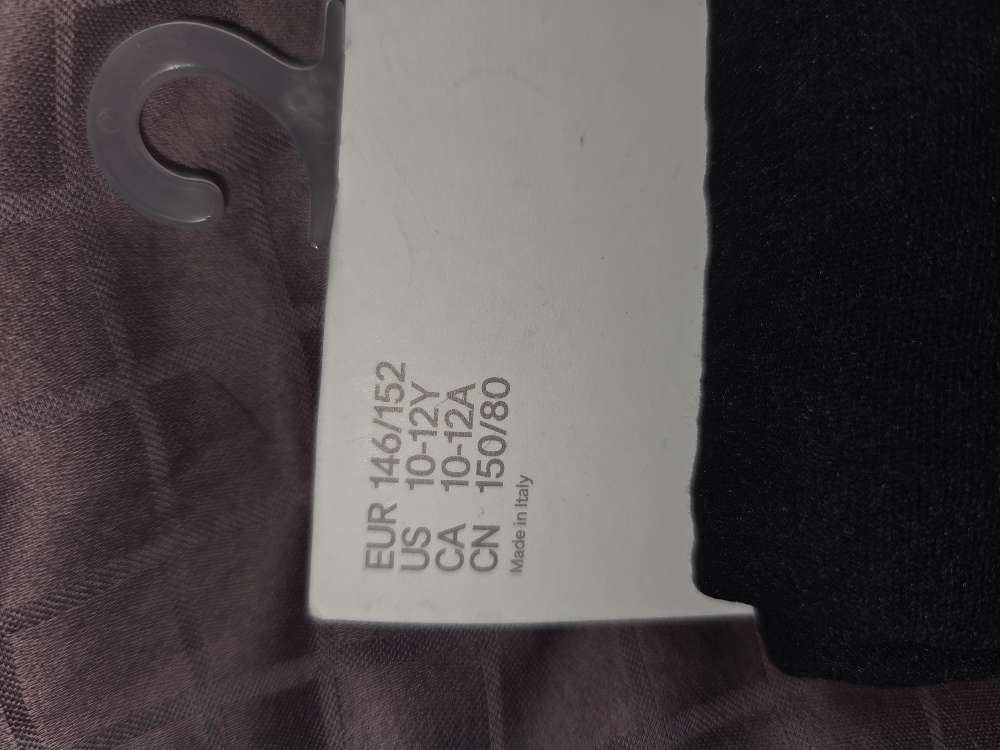 EUR 146/152
US 10-12Y
CA 10-12A
CN 150/80
Made in Italy